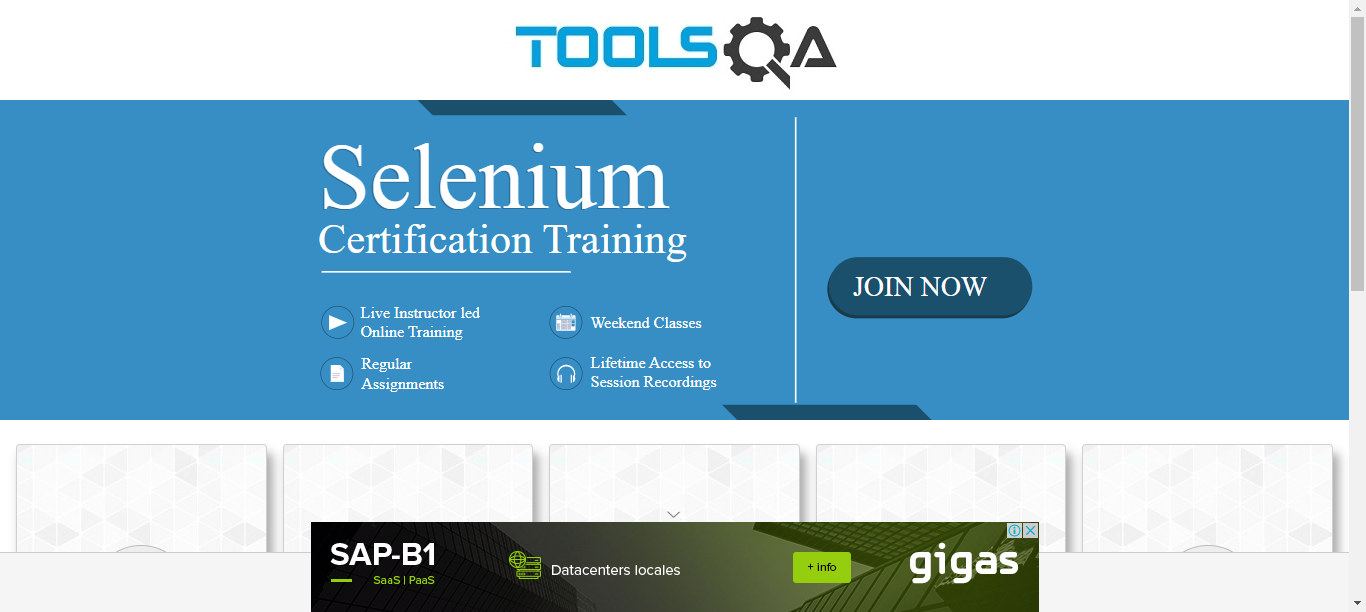 TOOLSQA
Selenium
Certification Training
JOIN NOW
Live Instructor led
Online Training
Weekend Classes
Regular
Assignments
Lifetime Access to
Session Recordings
SAP-B1
SaaS | PaaS
Datacenters locales
+ info
gigas